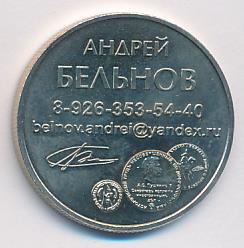 АНДРЕЙ
БЕЛЬНОВ
8-926-353-54-40
belnov.andrei@yandex.ru